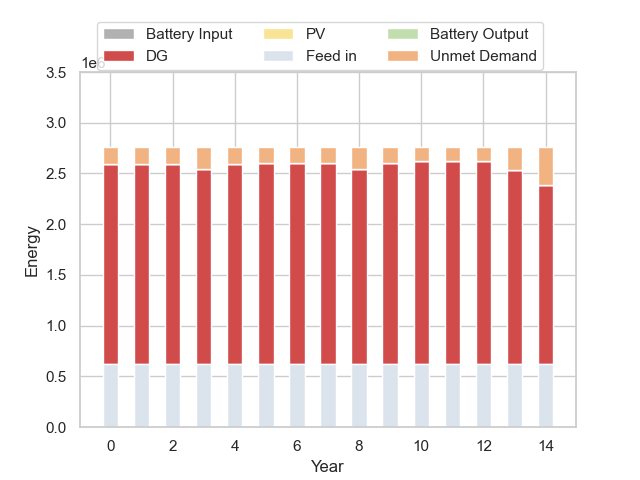 Battery Input PV Battery Output
DG Feed in Unmet Demand
1e6
3.5
3.0
2.5
2.0
1.5
1.0
0.5
0.0
Energy
0 2 4 6 8 10 12 14
Year